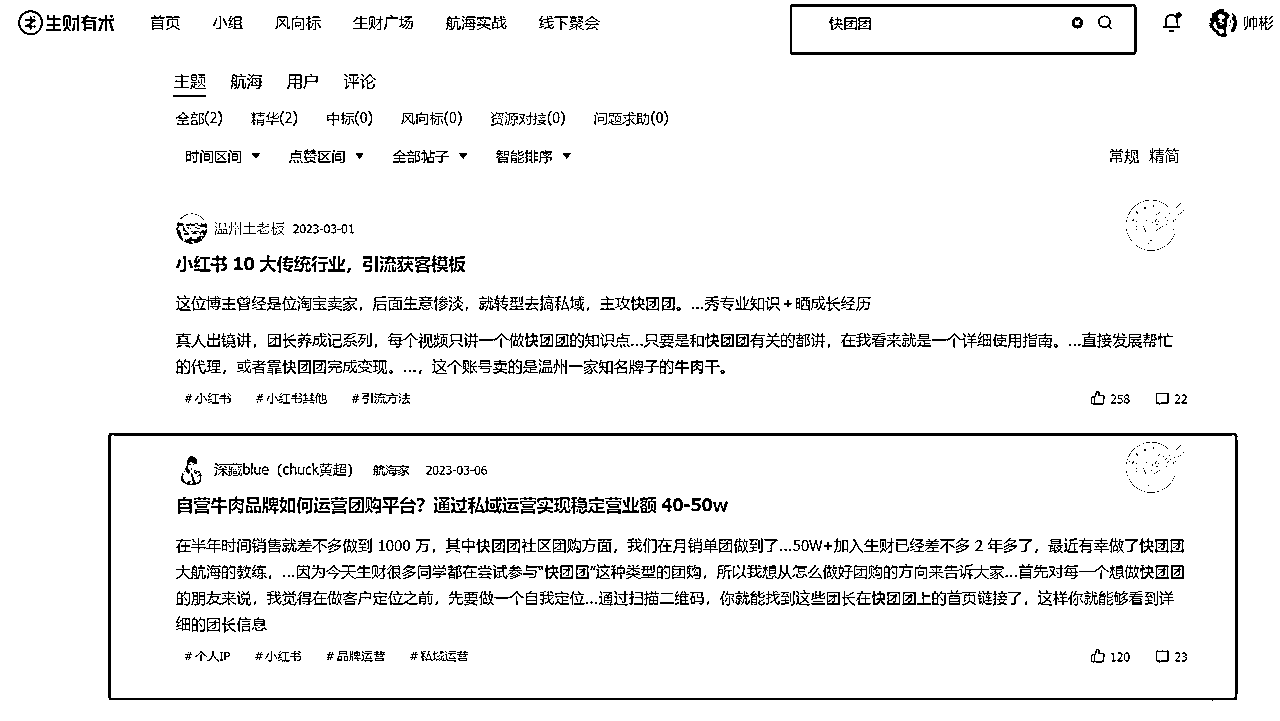 生财有术 首页 小组 风向标 生财广场 航海实战 线下聚会 快团团 帅彬
主题 航海 用户 评论
全部(2) 精华(2) 中标(0) 风向标(0) 资源对接(0) 问题求助(0)
时间区间 点赞区间 全部帖子 智能排序 常规 精简
温州土老板 2023-03-01
小红书 10 大传统行业，引流获客模板
这位博主曾经是位淘宝卖家，后面生意惨淡，就转型去搞私域，主攻快团团。...秀专业知识 + 晒成长经历
真人出镜讲，团长养成记系列，每个视频只讲一个做快团团的知识点...只要是和快团团有关的都讲，在我看来就是一个详细使用指南。...直接发展帮忙
的代理，或者靠快团团完成变现。...，这个账号卖的是温州一家知名牌子的牛肉干。
# 小红书 # 小红书其他 # 引流方法 258 22
深藏blue（chuck黄超） 航海家 2023-03-06
自营牛肉品牌如何运营团购平台？通过私域运营实现稳定营业额 40-50w
在半年时间销售就差不多做到 1000 万，其中快团团社区团购方面，我们在月销单团做到了...50W+加入生财已经差不多 2 年多了，最近有幸做了快团团
大航海的教练，...因为今天生财很多同学都在尝试参与“快团团”这种类型的团购，所以我想从怎么做好团购的方向来告诉大家...首先对每一个想做快团团
的朋友来说，我觉得在做客户定位之前，先要做一个自我定位...通过扫描二维码，你就能找到这些团长在快团团上的首页链接了，这样你就能够看到详
细的团长信息
# 个人IP # 小红书 # 品牌运营 # 私域运营 120 23